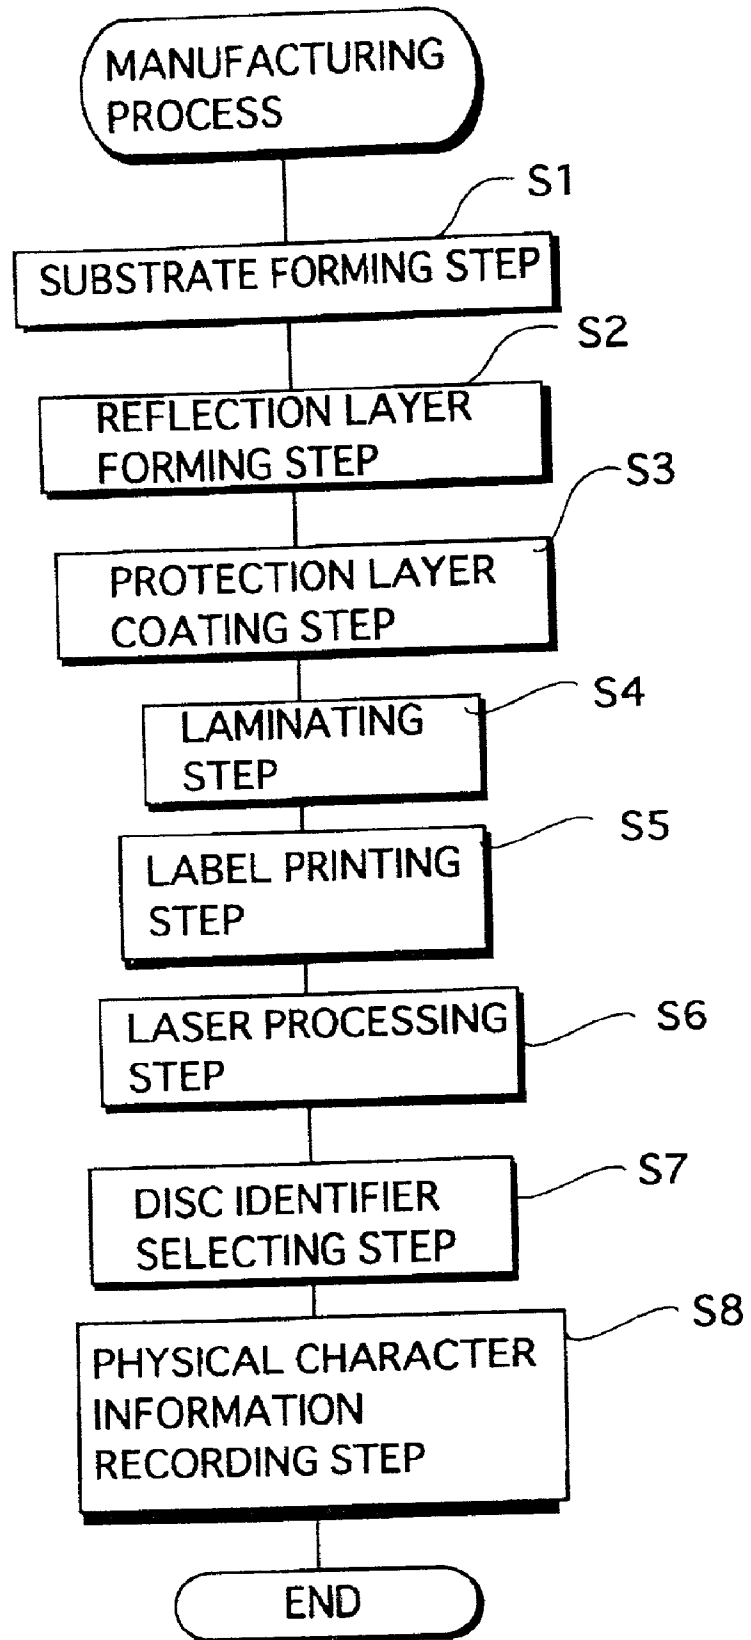 MANUFACTURING
PROCESS
S1
SUBSTRATE FORMING STEP
S2
REFLECTION LAYER
FORMING STEP
S3
PROTECTION LAYER
COATING STEP
S4
LAMINATING
STEP
S5
LABEL PRINTING
STEP
S6
LASER PROCESSING
STEP
S7
DISC IDENTIFIER
SELECTING STEP
S8
PHYSICAL CHARACTER
INFORMATION
RECORDING STEP
END